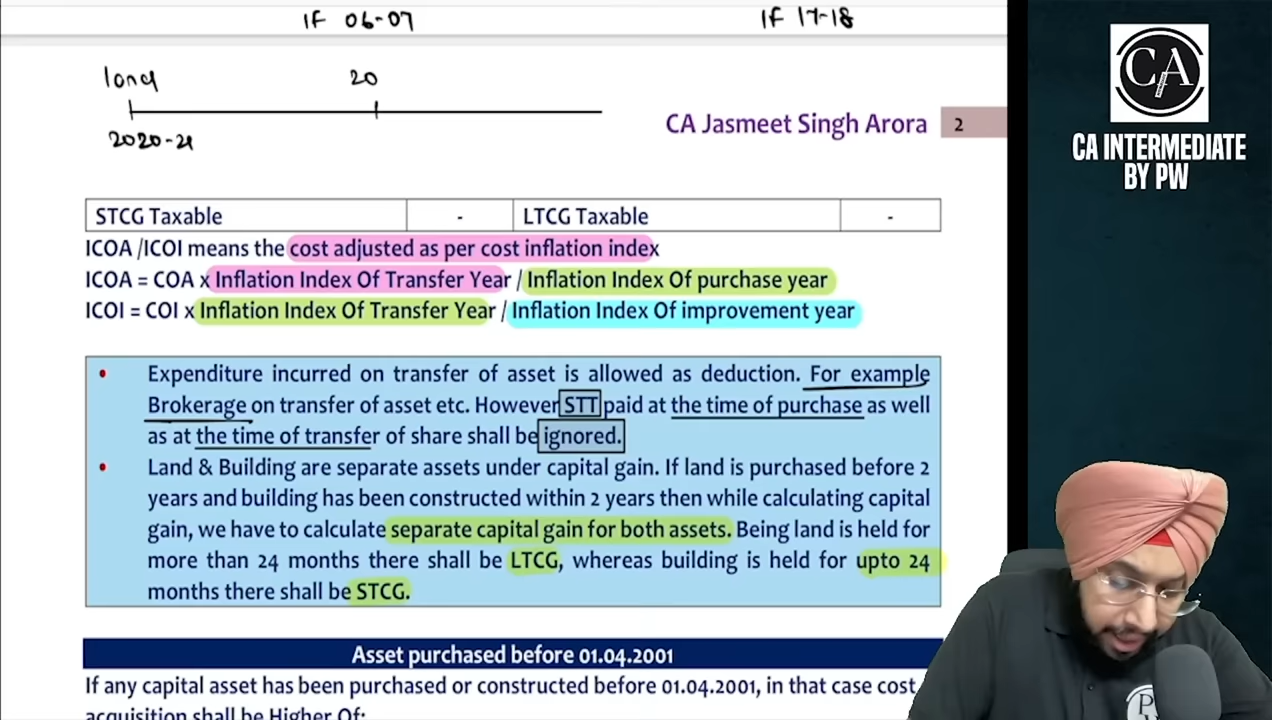 IF 06-07
IF 17-18
land
20
2020-21
CA Jasmeet Singh Arora 2
CA
CA INTERMEDIATE
BY PW
STCG Taxable - LTCG Taxable -
ICOA /ICOI means the cost adjusted as per cost inflation index
ICOA = COA x Inflation Index Of Transfer Year / Inflation Index Of purchase year
ICOI = COI x Inflation Index Of Transfer Year / Inflation Index Of improvement year
• Expenditure incurred on transfer of asset is allowed as deduction. For example
Brokerage on transfer of asset etc. However STT paid at the time of purchase as well
as at the time of transfer of share shall be ignored.
• Land & Building are separate assets under capital gain. If land is purchased before 2
years and building has been constructed within 2 years then while calculating capital
gain, we have to calculate separate capital gain for both assets. Being land is held for
more than 24 months there shall be LTCG, whereas building is held for upto 24
months there shall be STCG.
Asset purchased before 01.04.2001
If any capital asset has been purchased or constructed before 01.04.2001, in that case cost
acquisition shall be Higher Of:
P
W